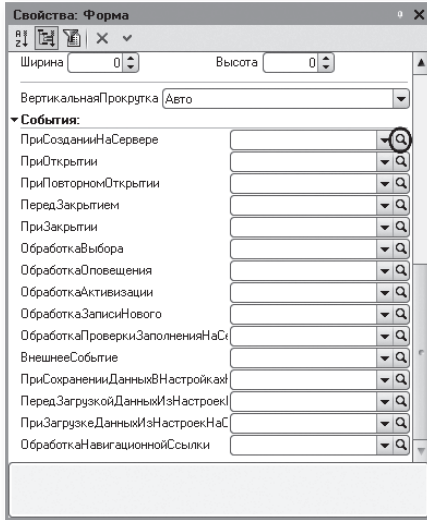 Свойства: Форма
Ширина 0 Высота 0
ВертикальнаяПрокрутка Авто
События:
ПриСозданииНаСервере
ПриОткрытии
ПриПовторномОткрытии
ПередЗакрытием
ПриЗакрытии
ОбработкаВыбора
ОбработкаОповещения
ОбработкаАктивизации
ОбработкаЗаписиНового
ОбработкаПроверкиЗаполненияНаСе
ВнешнееСобытие
ПриСохраненииДанныхВНастройках
ПередЗагрузкойДанныхИзНастроек
ПриЗагрузкеДанныхИзНастроекНаС
ОбработкаНавигационнойСсылки